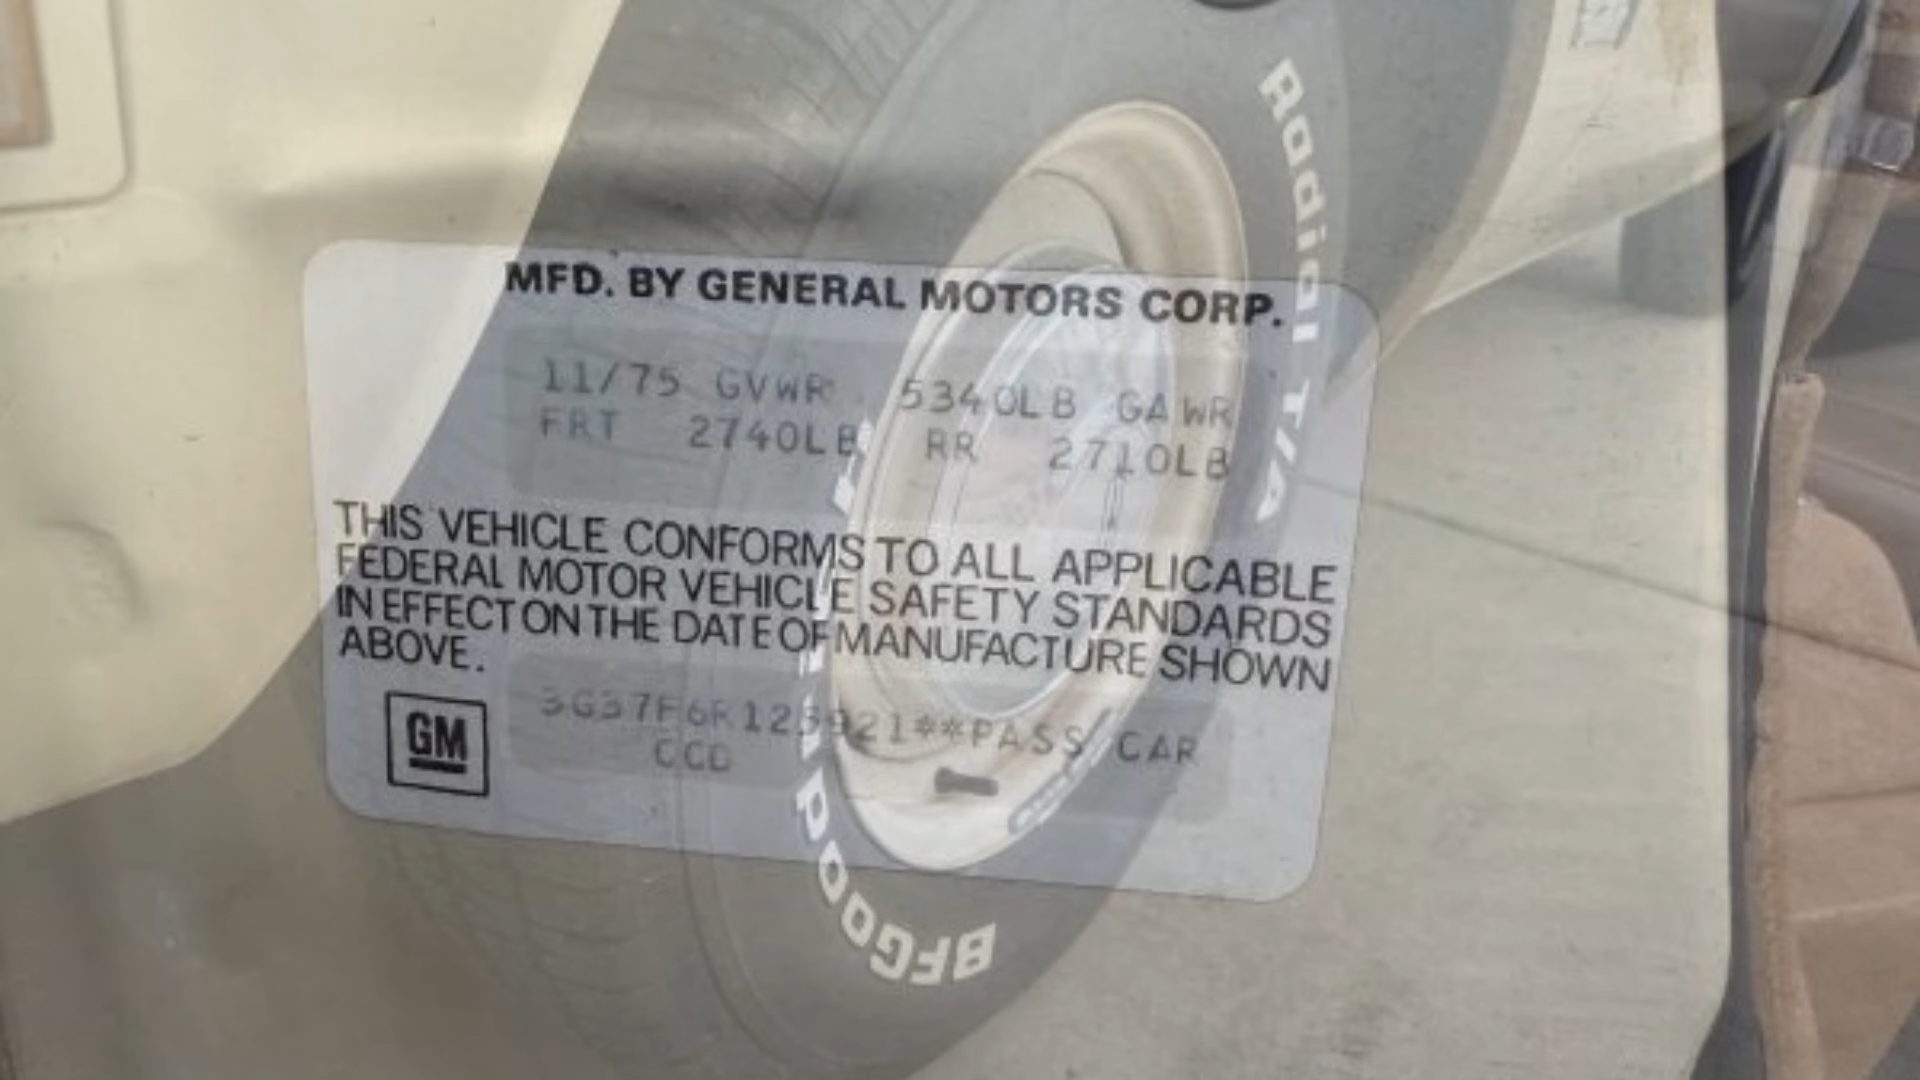 MFD. BY GENERAL MOTORS CORP.
11/75 GVWR 5340LB GAWR
FRT 2740LB RR 2710LB
THIS VEHICLE CONFORMS TO ALL APPLICABLE
FEDERAL MOTOR VEHICLE SAFETY STANDARDS
IN EFFECT ON THE DATE OF MANUFACTURE SHOWN
ABOVE.
GM
PASS CAR
CCD
Radial T/A
BFGoodrich